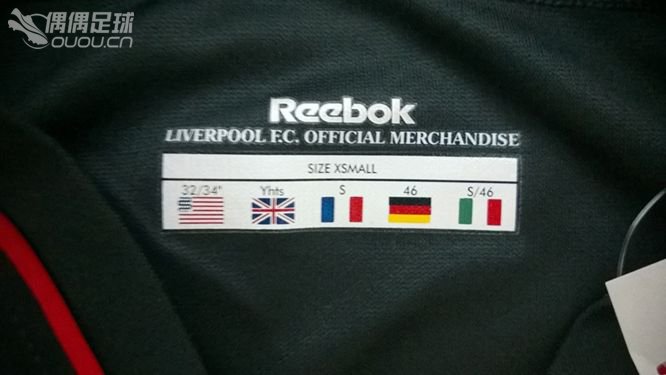 偶偶足球
ouou.cn
Reebok
LIVERPOOL F.C. OFFICIAL MERCHANDISE
SIZE XSMALL
32/34" Yhts S 46 S/46